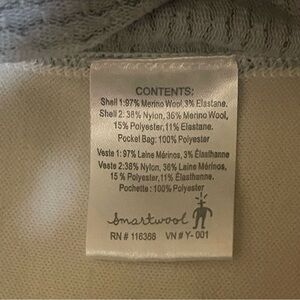 CONTENTS:
Shell 1:97% Merino Wool, 3% Elastane.
Shell 2: 38% Nylon, 36% Merino Wool,
15% Polyester, 11% Elastane.
Pocket Bag: 100% Polyester
Veste 1: 97% Laine Mérinos, 3% Élasthanne
Veste 2:38% Nylon, 36% Laine Mérinos,
15% Polyester, 11% Élasthanne.
Pochette : 100% Polyester
Smartwool
RN # 116388 VN # Y- 001